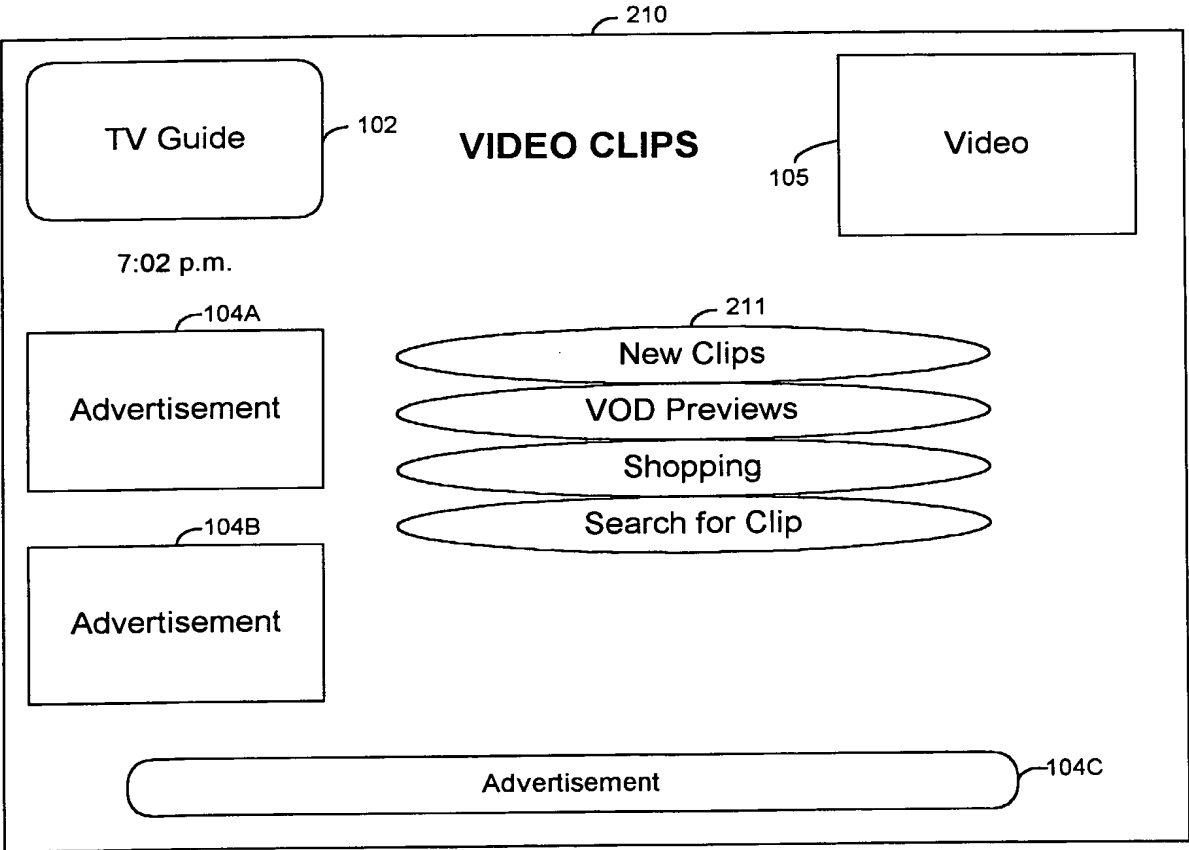 210
TV Guide
102
VIDEO CLIPS
105
Video
7:02 p.m.
104A
Advertisement
211
New Clips
VOD Previews
Shopping
Search for Clip
104B
Advertisement
Advertisement
104C